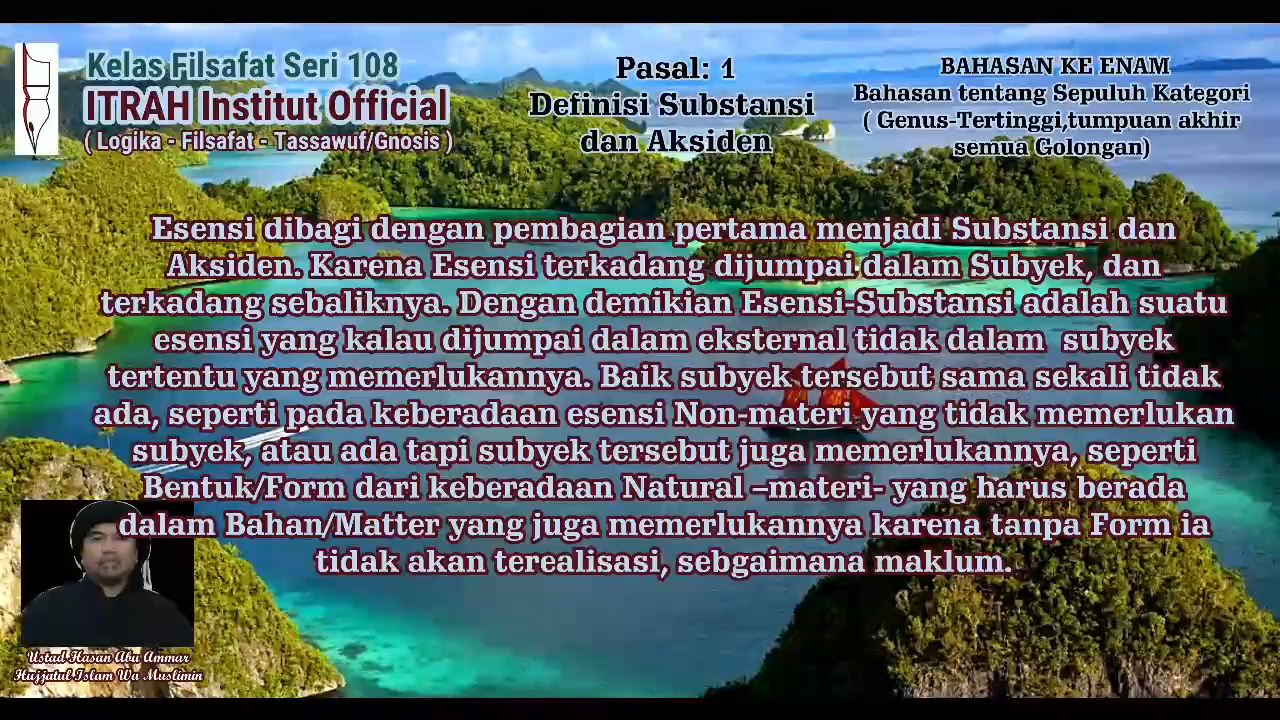 Kelas Filsafat Seri 108
ITRAH Institut Official
( Logika - Filsafat - Tassawuf/Gnosis )
Pasal: 1
Definisi Substansi
dan Aksiden
BAHASAN KE ENAM
Bahasan tentang Sepuluh Kategori
( Genus-Tertinggi,tumpuan akhir
semua Golongan)
Esensi dibagi dengan pembagian pertama menjadi Substansi dan
Aksiden. Karena Esensi terkadang dijumpai dalam Subyek, dan
terkadang sebaliknya. Dengan demikian Esensi-Substansi adalah suatu
esensi yang kalau dijumpai dalam eksternal tidak dalam subyek
tertentu yang memerlukannya. Baik subyek tersebut sama sekali tidak
ada, seperti pada keberadaan esensi Non-materi yang tidak memerlukan
subyek, atau ada tapi subyek tersebut juga memerlukannya, seperti
Bentuk/Form dari keberadaan Natural –materi- yang harus berada
dalam Bahan/Matter yang juga memerlukannya karena tanpa Form ia
tidak akan terealisasi, sebgaimana maklum.
Ustad Hasan Abu Ammar
Hujjatul Islam Wa Muslimin